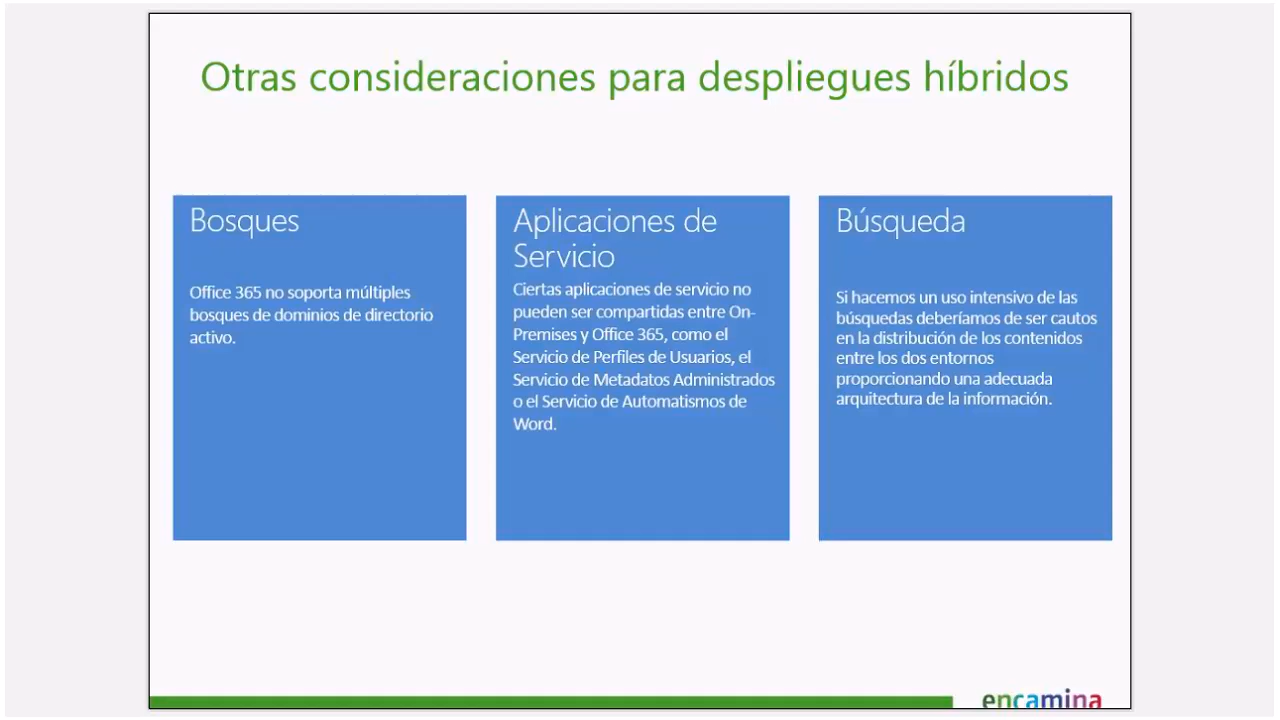 Otras consideraciones para despliegues híbridos
Bosques
Office 365 no soporta múltiples
bosques de dominios de directorio
activo.
Aplicaciones de
Servicio
Ciertas aplicaciones de servicio no
pueden ser compartidas entre On-
Premises y Office 365, como el
Servicio de Perfiles de Usuarios, el
Servicio de Metadatos Administrados
o el Servicio de Automatismos de
Word.
Búsqueda
Si hacemos un uso intensivo de las
búsquedas deberíamos de ser cautos
en la distribución de los contenidos
entre los dos entornos
proporcionando una adecuada
arquitectura de la información.
encamina